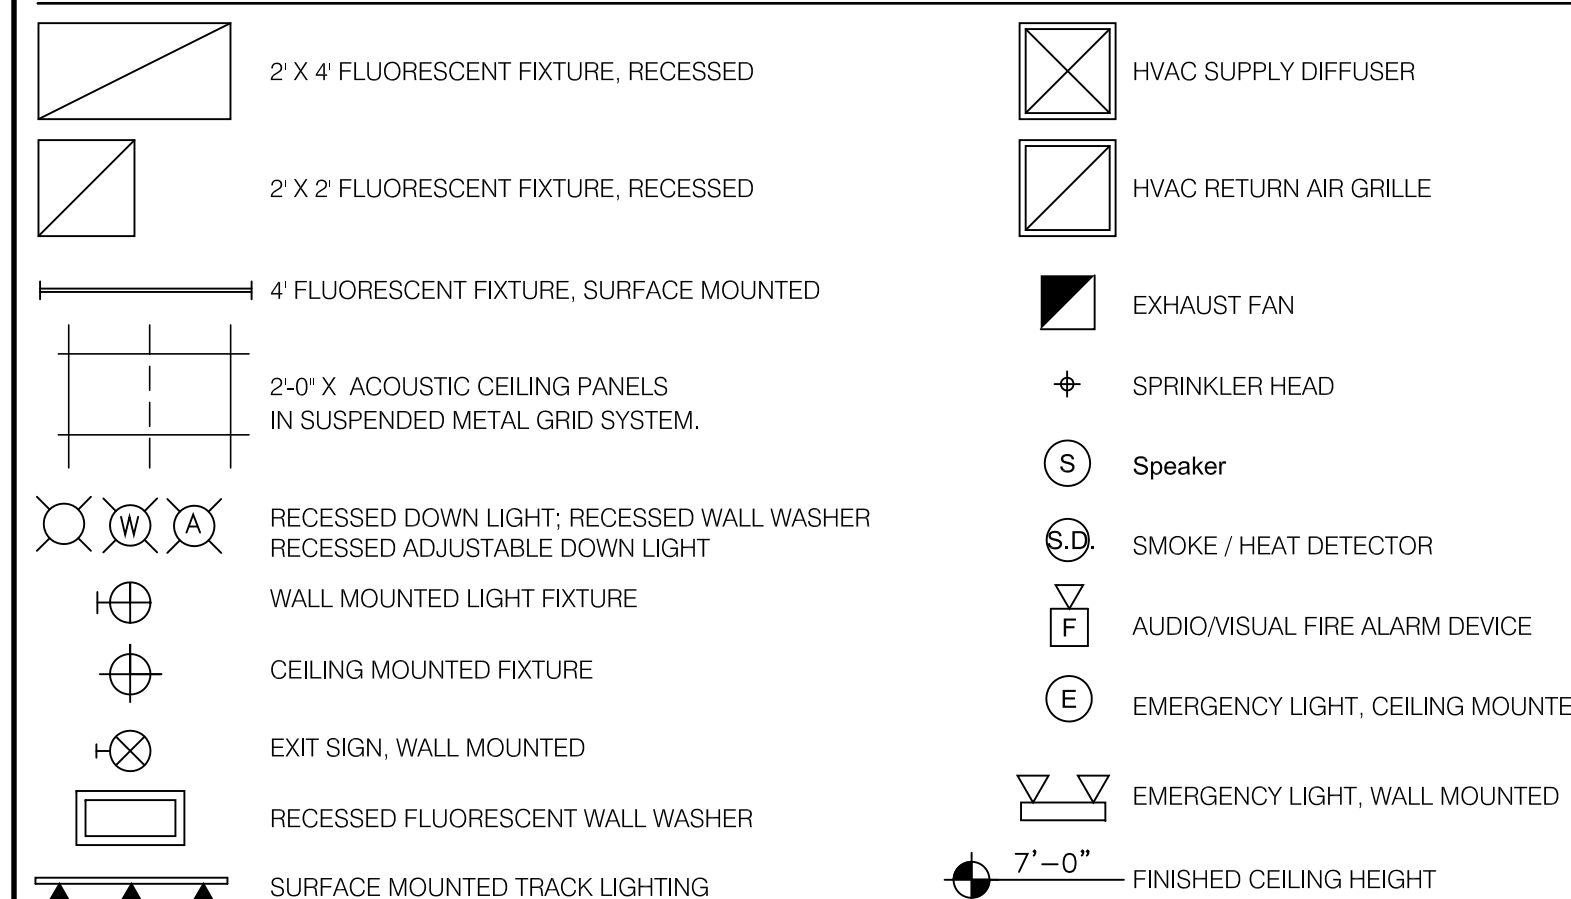 2' X 4' FLUORESCENT FIXTURE, RECESSED
2' X 2' FLUORESCENT FIXTURE, RECESSED
4' FLUORESCENT FIXTURE, SURFACE MOUNTED
2'-0" X ACOUSTIC CEILING PANELS
IN SUSPENDED METAL GRID SYSTEM.
W A
RECESSED DOWN LIGHT; RECESSED WALL WASHER
RECESSED ADJUSTABLE DOWN LIGHT
WALL MOUNTED LIGHT FIXTURE
CEILING MOUNTED FIXTURE
EXIT SIGN, WALL MOUNTED
RECESSED FLUORESCENT WALL WASHER
SURFACE MOUNTED TRACK LIGHTING
HVAC SUPPLY DIFFUSER
HVAC RETURN AIR GRILLE
EXHAUST FAN
SPRINKLER HEAD
S Speaker
S.D. SMOKE / HEAT DETECTOR
F AUDIO/VISUAL FIRE ALARM DEVICE
E EMERGENCY LIGHT, CEILING MOUNTE
EMERGENCY LIGHT, WALL MOUNTED
7'-0" FINISHED CEILING HEIGHT